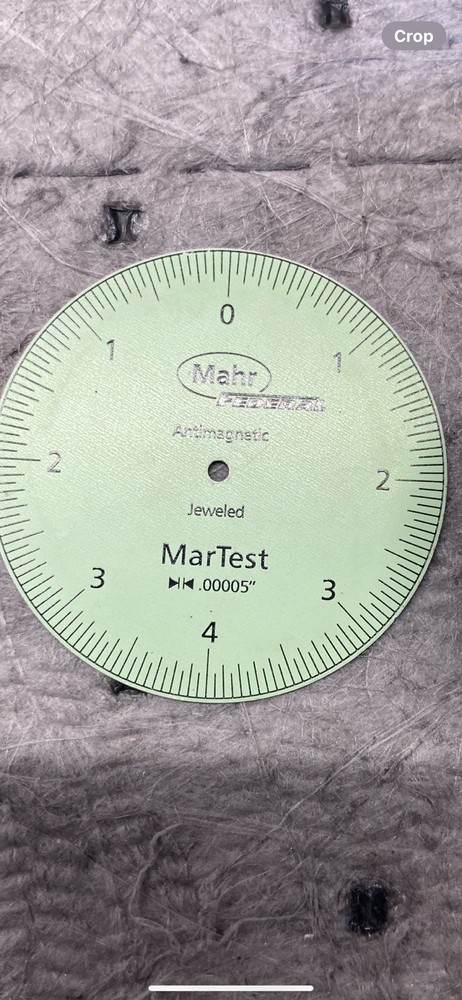 Crop
0
1 1
Mahr
FEDERAL
Antimagnetic
2 2
Jeweled
MarTest
.00005"
3 3
4